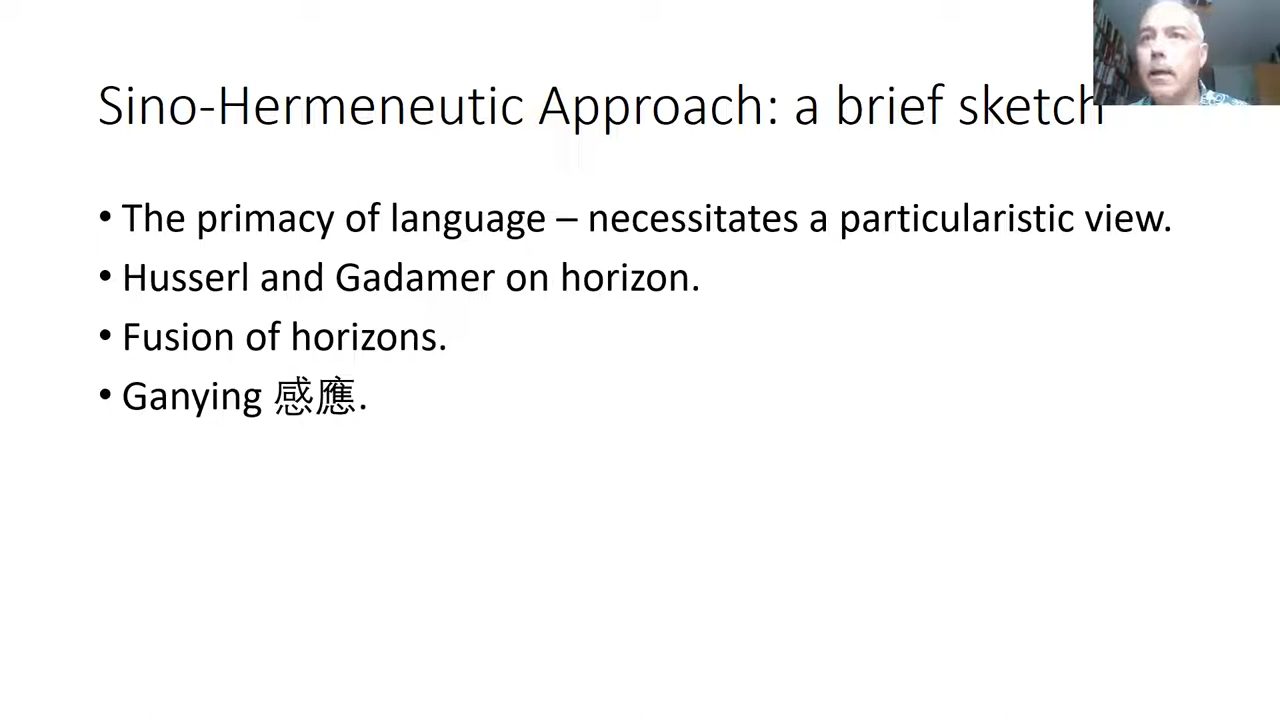 Sino-Hermeneutic Approach: a brief sketch
• The primacy of language – necessitates a particularistic view.
• Husserl and Gadamer on horizon.
• Fusion of horizons.
• Ganying 感應.